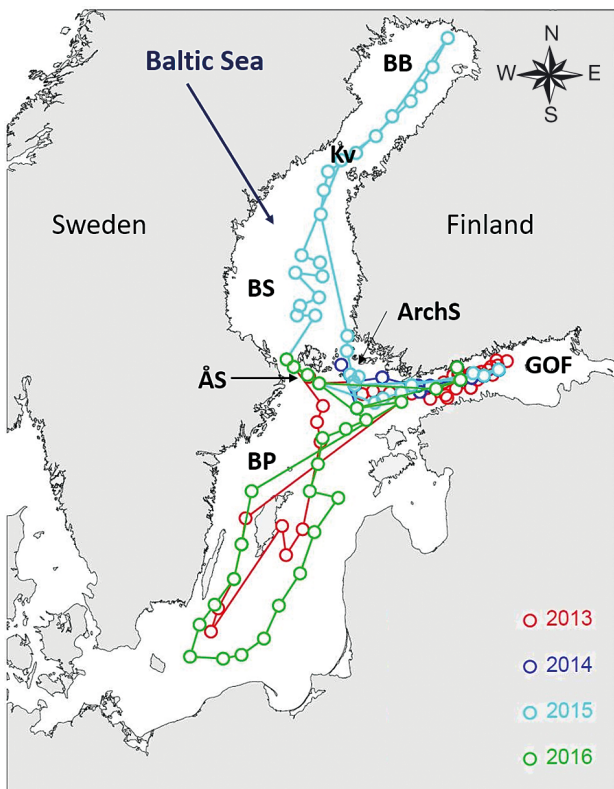 N
BB
W E
Baltic Sea
S
Kv
Sweden
Finland
BS
ArchS
GOF
ÅS
BP
2013
2014
2015
2016